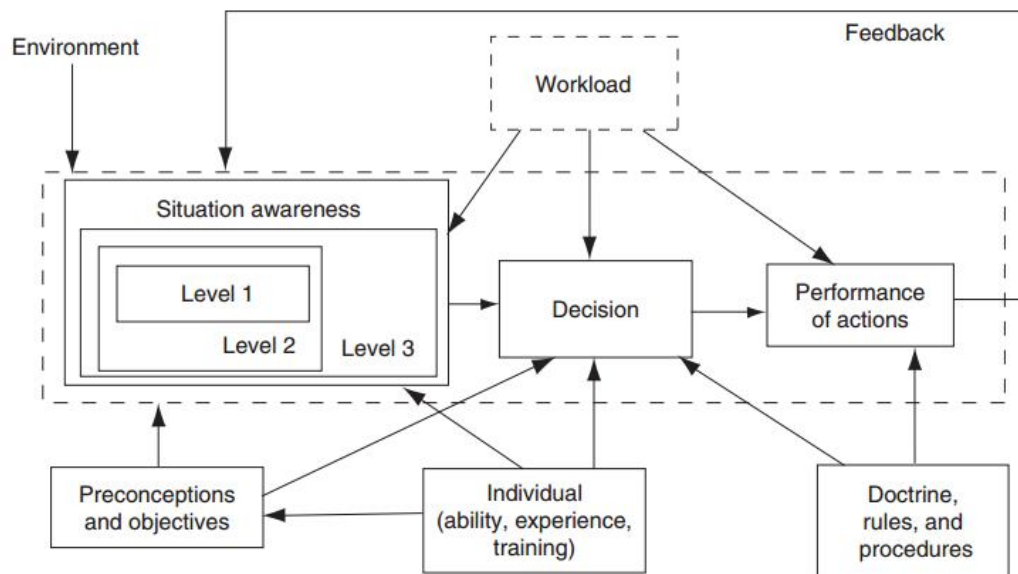 Environment
Feedback
Workload
Situation awareness
Level 1
Level 2
Level 3
Decision
Performance
of actions
Preconceptions
and objectives
Individual
(ability, experience,
training)
Doctrine,
rules, and
procedures